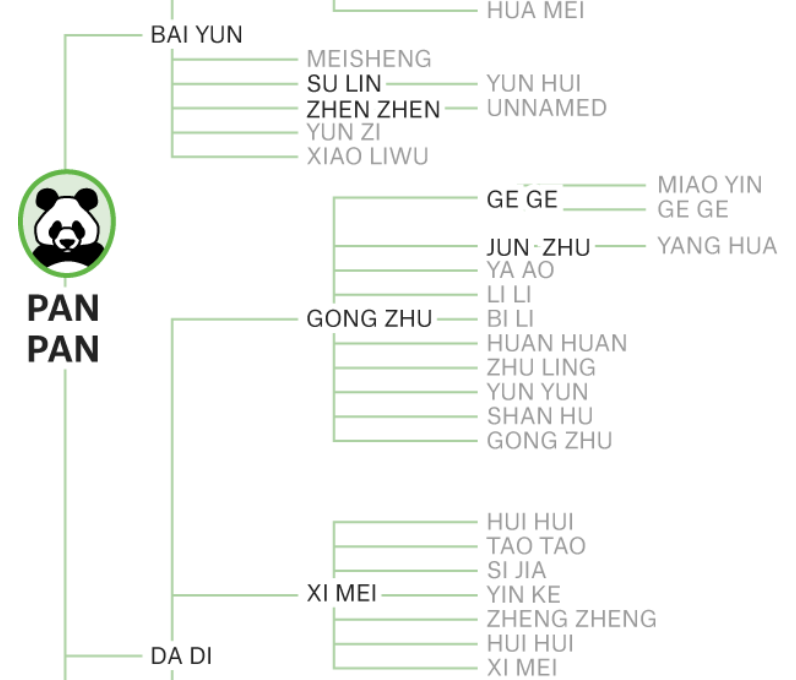 HUA MEI
BAI YUN
MEISHENG
SU LIN YUN HUI
ZHEN ZHEN UNNAMED
YUN ZI
XIAO LIWU
MIAO YIN
GE GE
GE GE
JUN ZHU YANG HUA
YA AO
LI LI
PAN
PAN
GONG ZHU BI LI
HUAN HUAN
ZHU LING
YUN YUN
SHAN HU
GONG ZHU
HUI HUI
TAO TAO
SI JIA
XI MEI YIN KE
ZHENG ZHENG
HUI HUI
DA DI
XI MEI